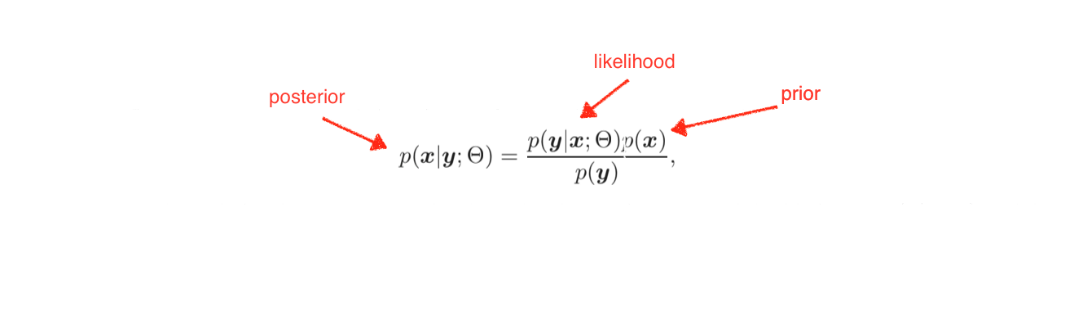 likelihood
posterior
prior
p(y|x; Θ)p(x)
p(x|y; Θ) =
p(y)
,